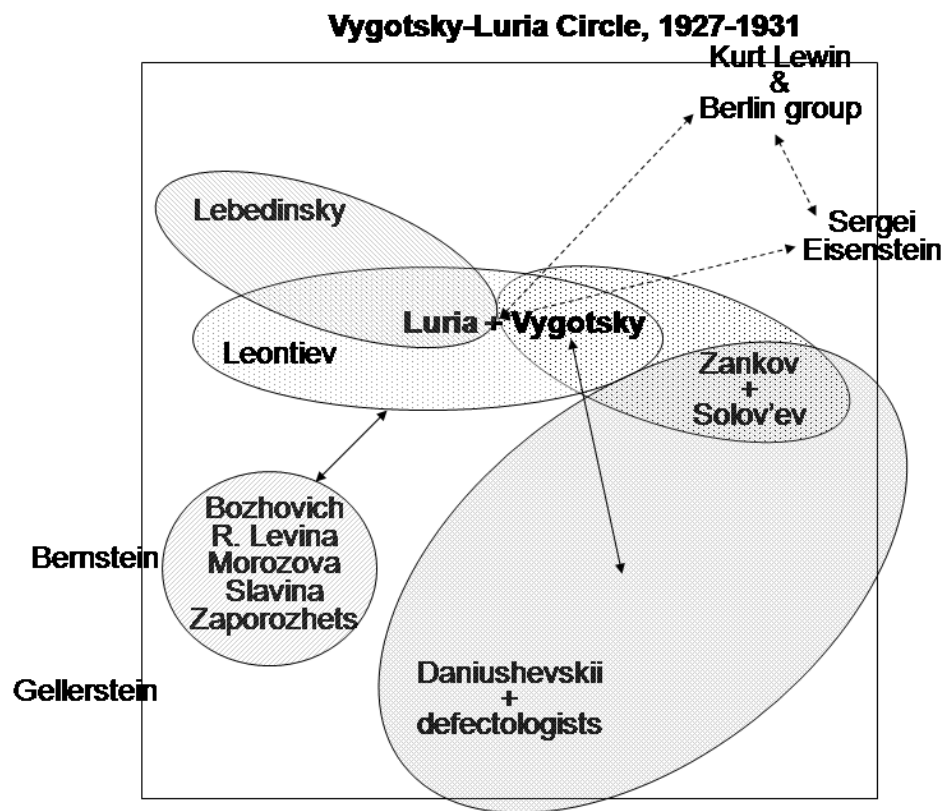 Vygotsky-Luria Circle, 1927-1931
Kurt Lewin
&
Berlin group
Sergei
Eisenstein
Lebedinsky
Luria + Vygotsky
Leontiev
Zankov
+
Solov'ev
Bozhovich
R. Levina
Morozova
Slavina
Zaporozhets
Bernstein
Gellerstein
Daniushevskii
+
defectologists